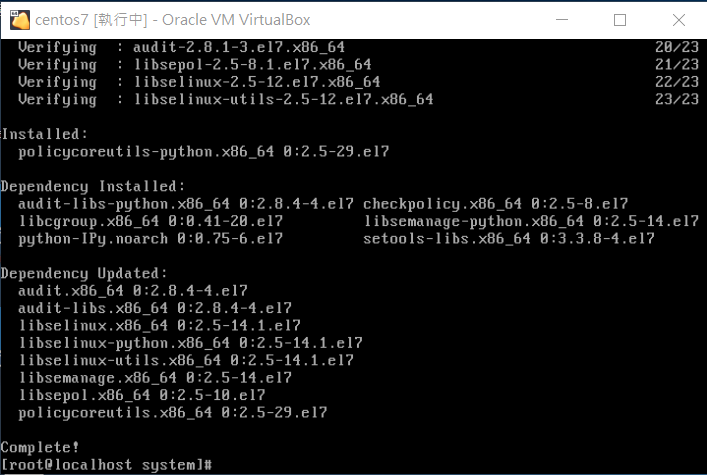 centos7 [執行中] - Oracle VM VirtualBox
Verifying : audit-2.8.1-3.el7.x86_64 20/23
Verifying : libsepol-2.5-8.1.el7.x86_64 21/23
Verifying : libselinux-2.5-12.el7.x86_64 22/23
Verifying : libselinux-utils-2.5-12.el7.x86_64 23/23
Installed:
policycoreutils-python.x86_64 0:2.5-29.el7
Dependency Installed:
audit-libs-python.x86_64 0:2.8.4-4.el7 checkpolicy.x86_64 0:2.5-8.el7
libcgroup.x86_64 0:0.41-20.el7 libsemanage-python.x86_64 0:2.5-14.el7
python-IPy.noarch 0:0.75-6.el7 setools-libs.x86_64 0:3.3.8-4.el7
Dependency Updated:
audit.x86_64 0:2.8.4-4.el7
audit-libs.x86_64 0:2.8.4-4.el7
libselinux.x86_64 0:2.5-14.1.el7
libselinux-python.x86_64 0:2.5-14.1.el7
libselinux-utils.x86_64 0:2.5-14.1.el7
libsemanage.x86_64 0:2.5-14.el7
libsepol.x86_64 0:2.5-10.el7
policycoreutils.x86_64 0:2.5-29.el7
Complete!
[root@localhost system]#